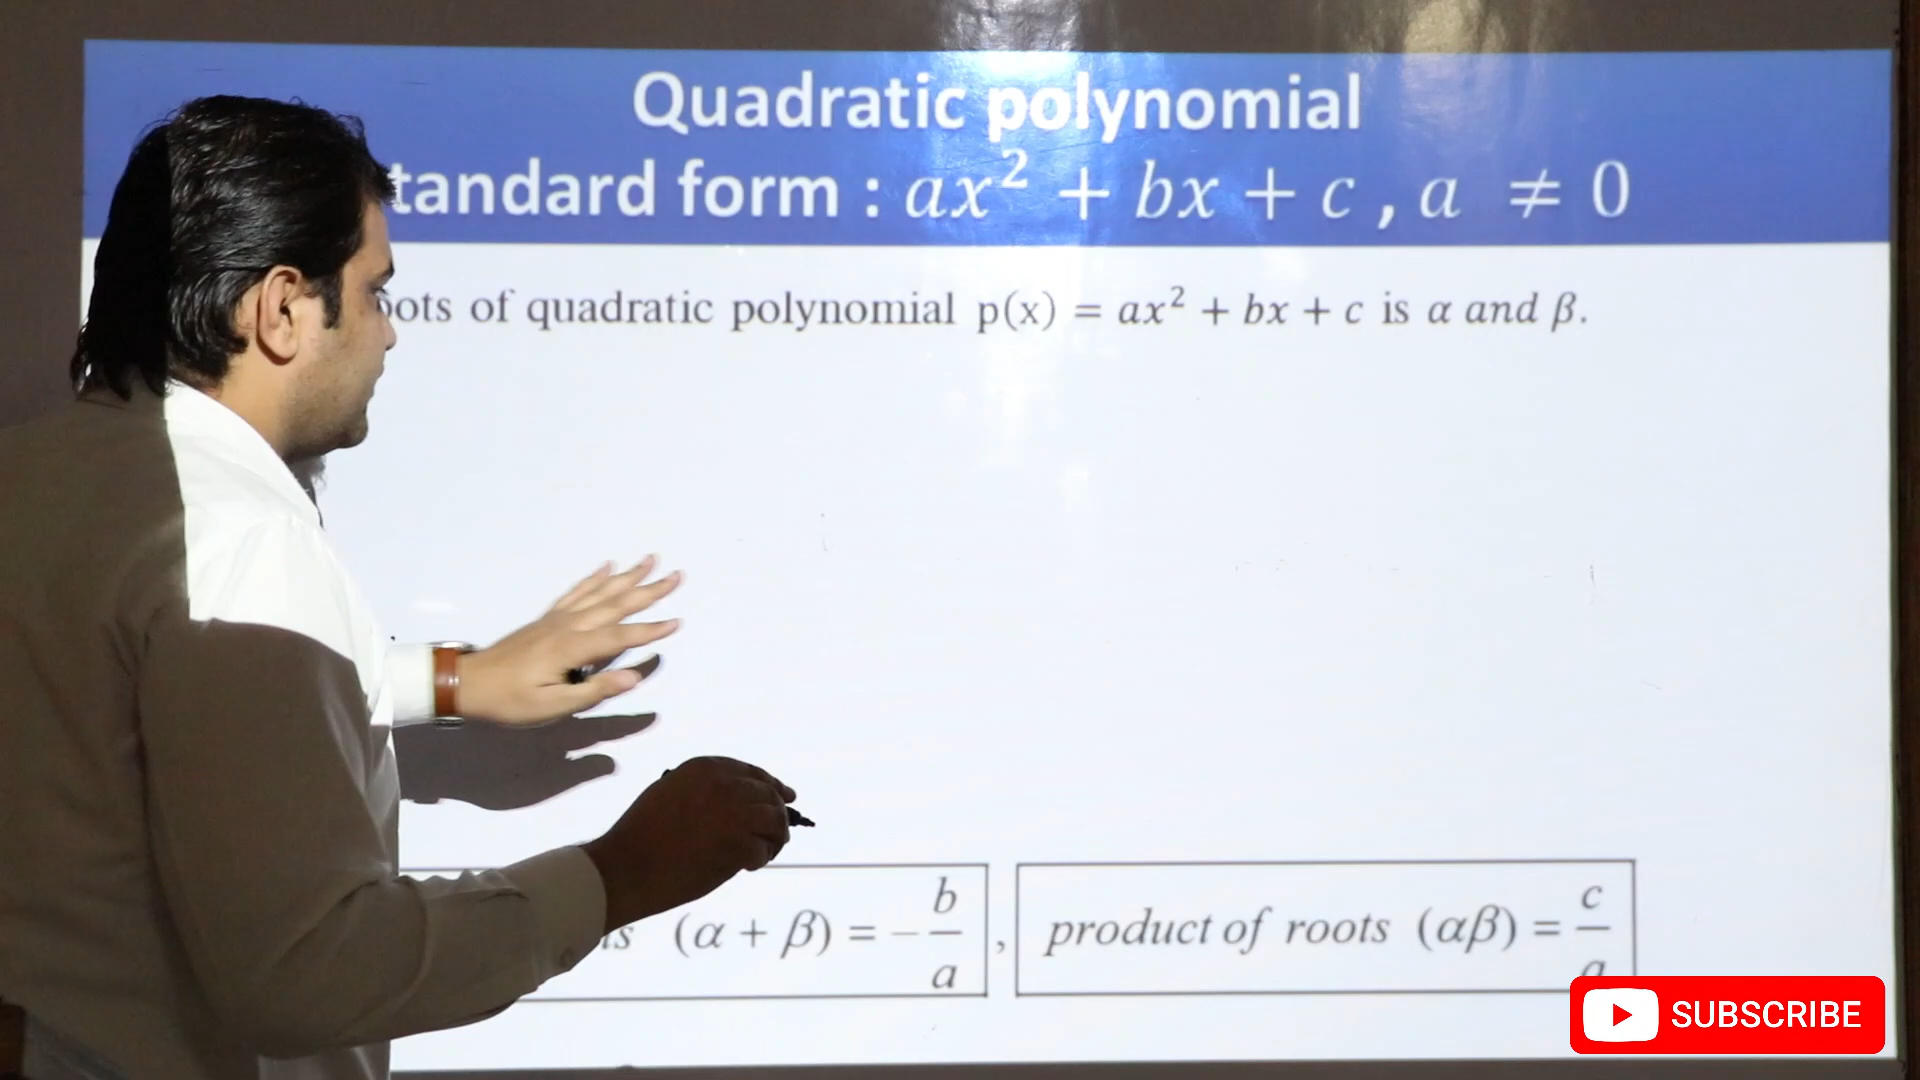 Quadratic polynomial
tandard form : ax² + bx + c , a ≠ 0
oots of quadratic polynomial p(x) = ax² + bx + c is α and β.
(α + β) = − b/a , product of roots (αβ) = c/a
SUBSCRIBE